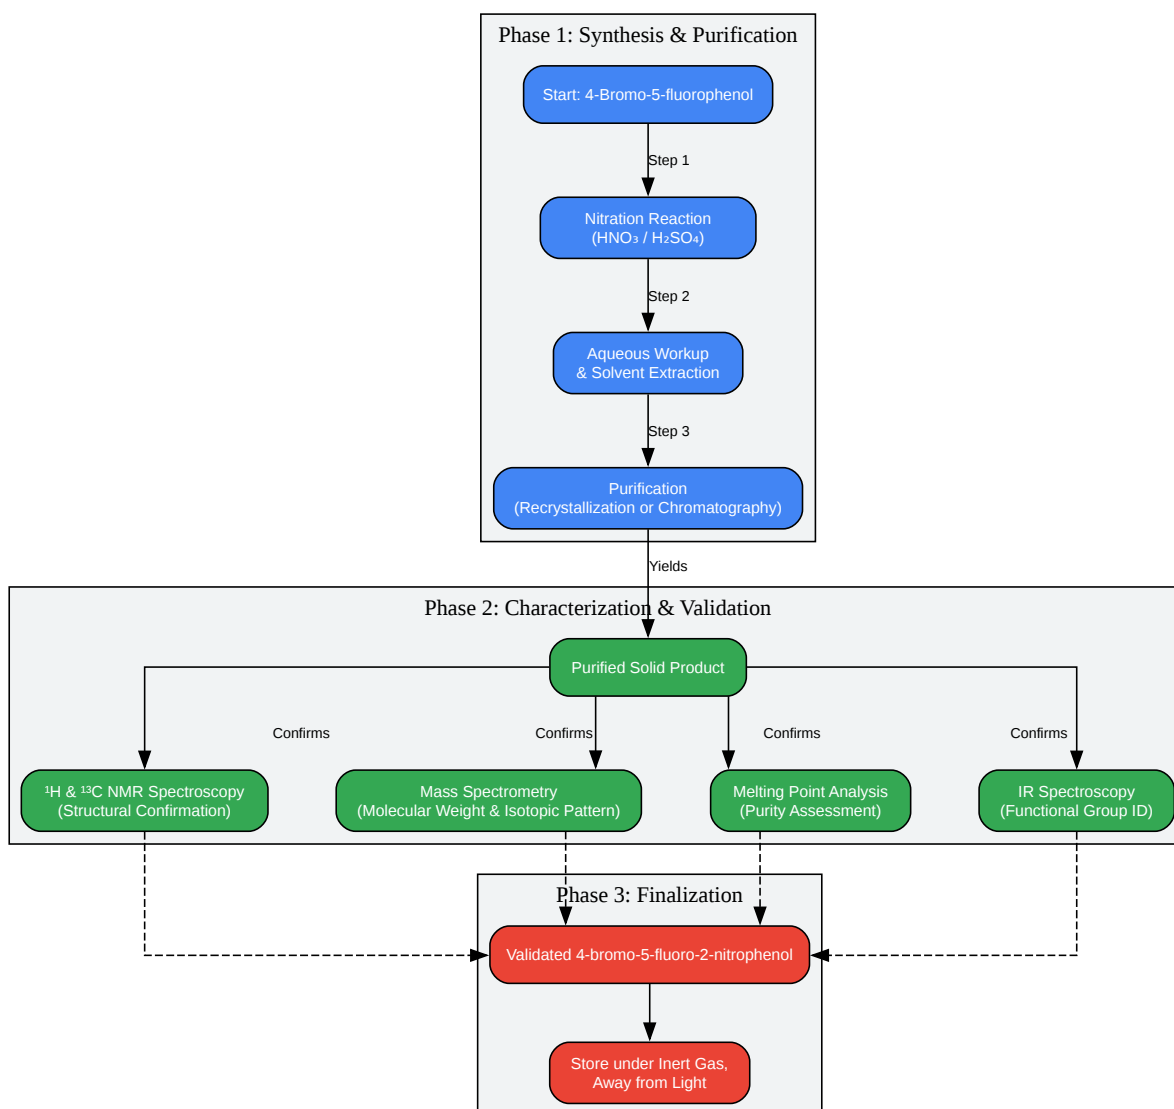 Phase 1: Synthesis & Purification
Start: 4-Bromo-5-fluorophenol
Step 1
Nitration Reaction
(HNO₃ / H₂SO₄)
Step 2
Aqueous Workup
& Solvent Extraction
Step 3
Purification
(Recrystallization or Chromatography)
Yields
Phase 2: Characterization & Validation
Purified Solid Product
Confirms
Confirms
Confirms
Confirms
¹H & ¹³C NMR Spectroscopy
(Structural Confirmation)
Mass Spectrometry
(Molecular Weight & Isotopic Pattern)
Melting Point Analysis
(Purity Assessment)
IR Spectroscopy
(Functional Group ID)
Phase 3: Finalization
Validated 4-bromo-5-fluoro-2-nitrophenol
Store under Inert Gas,
Away from Light